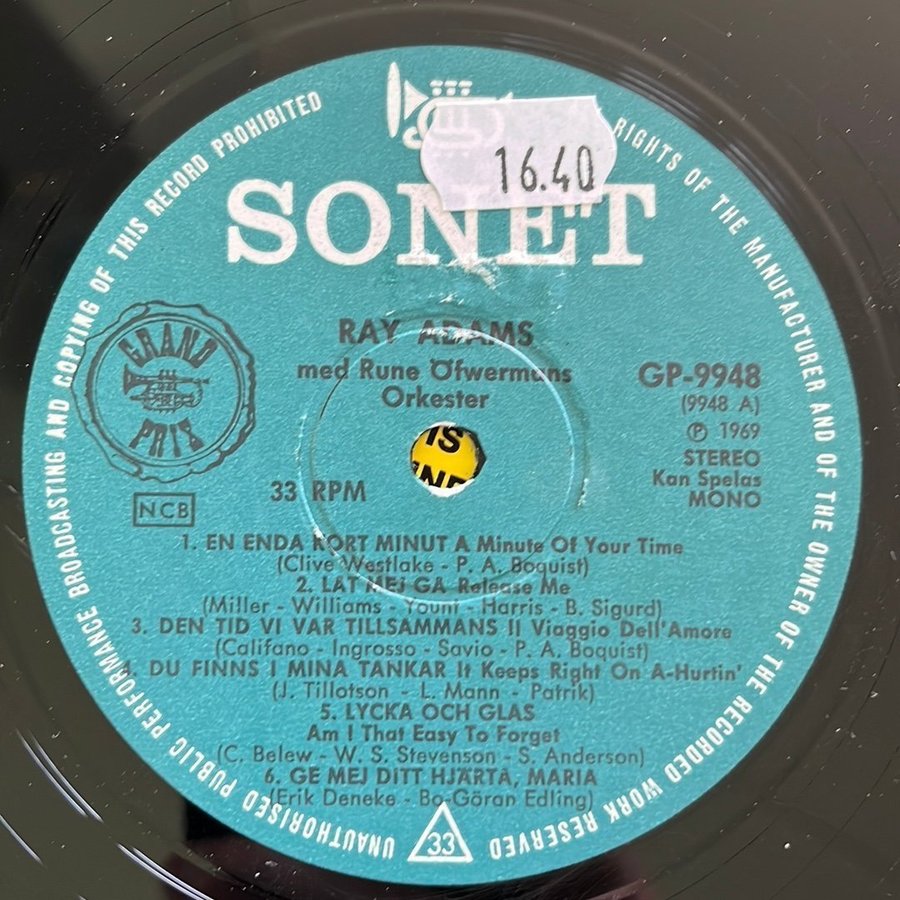 UNAUTHORISED PUBLIC PERFORMANCE BROADCASTING AND COPYING OF THIS RECORD PROHIBITED
RIGHTS OF THE MANUFACTURER AND OF THE OWNER OF THE RECORDED WORK RESERVED
16.40
SONET
RAY ADAMS
med Rune Öfwermans
Orkester
GP-9948
(9948 A)
℗ 1969
STEREO
Kan Spelas
MONO
GRAND
PRIX
NCB
33 RPM
IS
1. EN ENDA KORT MINUT A Minute Of Your Time
(Clive Westlake - P. A. Boquist)
2. LAT MEJ GA Release Me
(Miller - Williams - Yount - Harris - B. Sigurd)
3. DEN TID VI VAR TILLSAMMANS Il Viaggio Dell'Amore
(Califano - Ingrosso - Savio - P. A. Boquist)
4. DU FINNS I MINA TANKAR It Keeps Right On A-Hurtin'
(J. Tillotson - L. Mann - Patrik)
5. LYCKA OCH GLAS
Am I That Easy To Forget
(C. Belew - W. S. Stevenson - S. Anderson)
6. GE MEJ DITT HJÄRTA, MARIA
(Erik Deneke - Bo-Göran Edling)
33